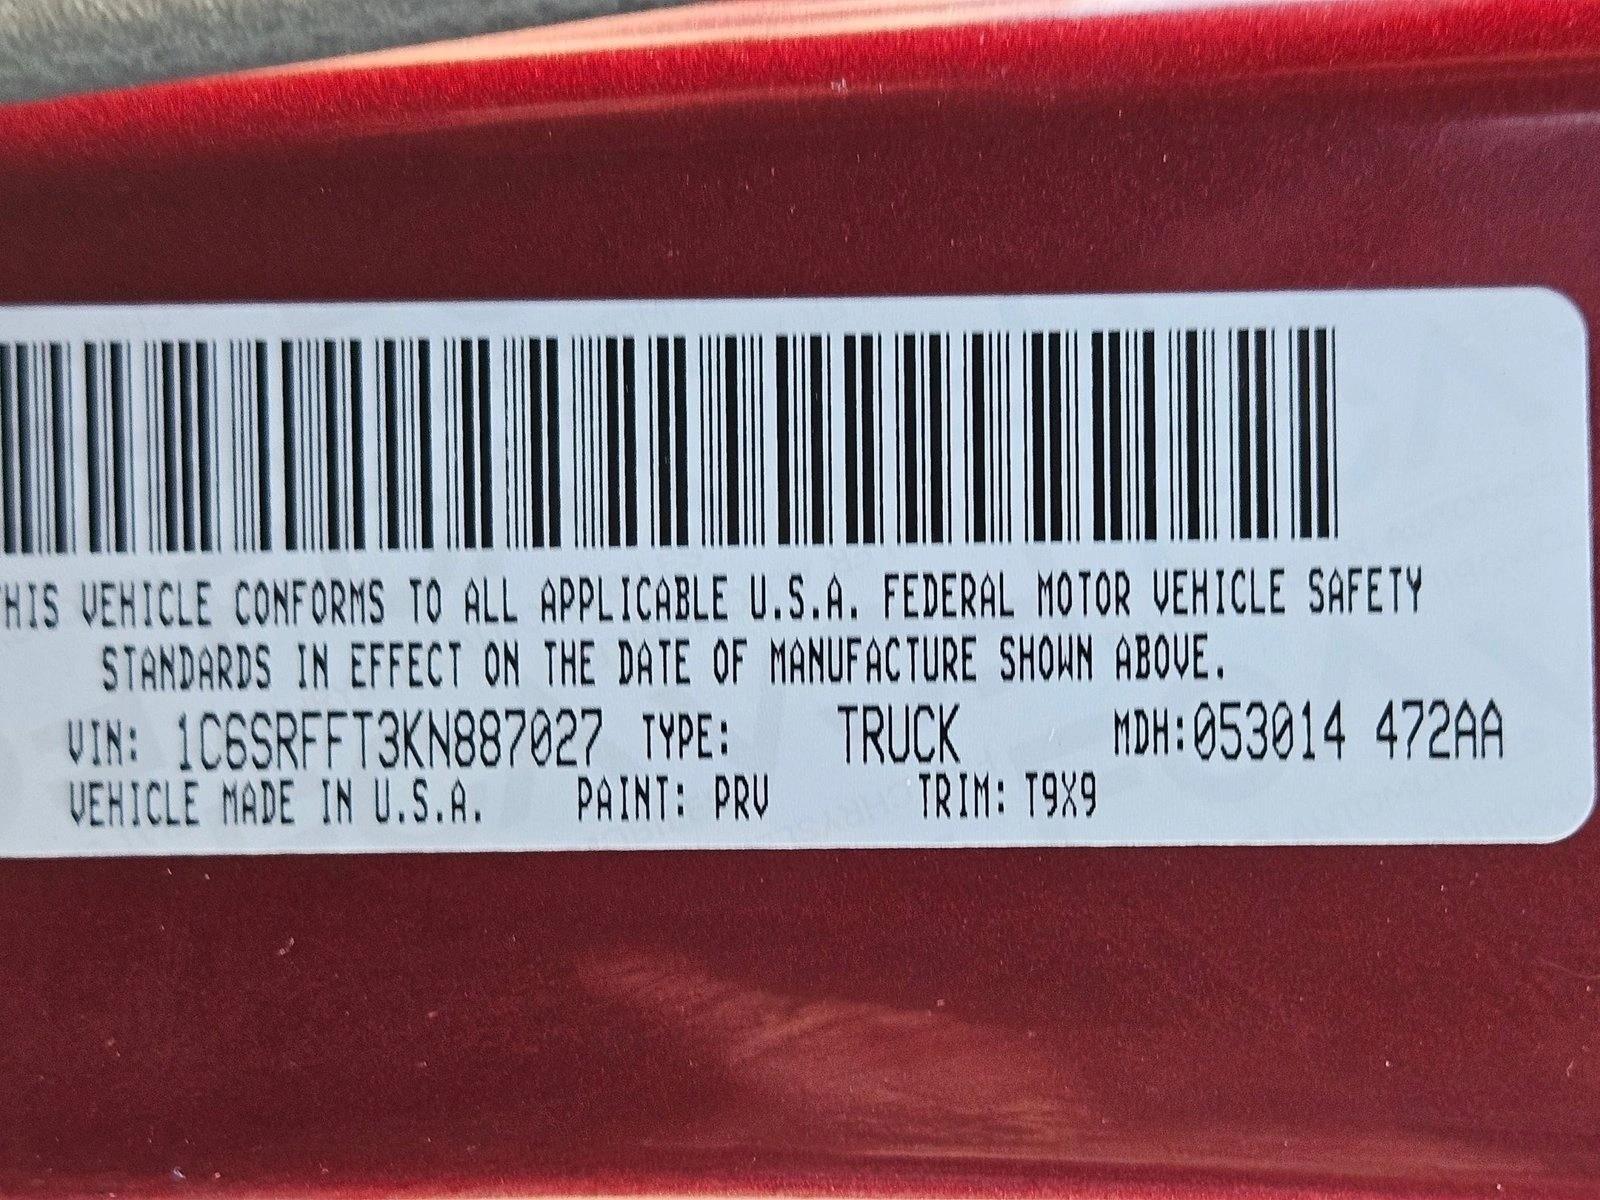 HIS VEHICLE CONFORMS TO ALL APPLICABLE U.S.A. FEDERAL MOTOR VEHICLE SAFETY
STANDARDS IN EFFECT ON THE DATE OF MANUFACTURE SHOWN ABOVE.
VIN: 1C6SRFFT3KN887027 TYPE: TRUCK MDH:053014 472AA
VEHICLE MADE IN U.S.A. PAINT: PRV TRIM: T9X9